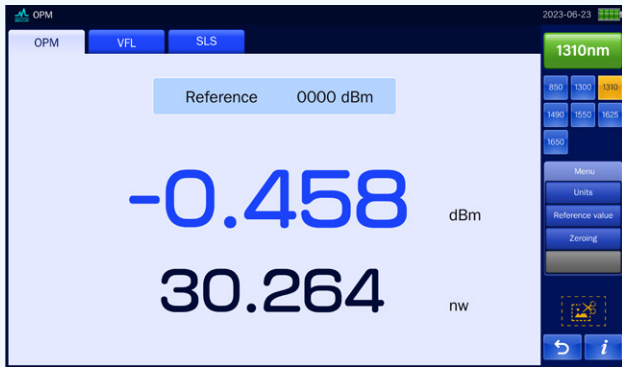 OPM
2023-06-23
OPM VFL SLS
1310nm
Reference 0000 dBm
850 1300 1310
1490 1550 1625
1650
-0.458 dBm
30.264 nw
Menu
Units
Reference value
Zeroing
i